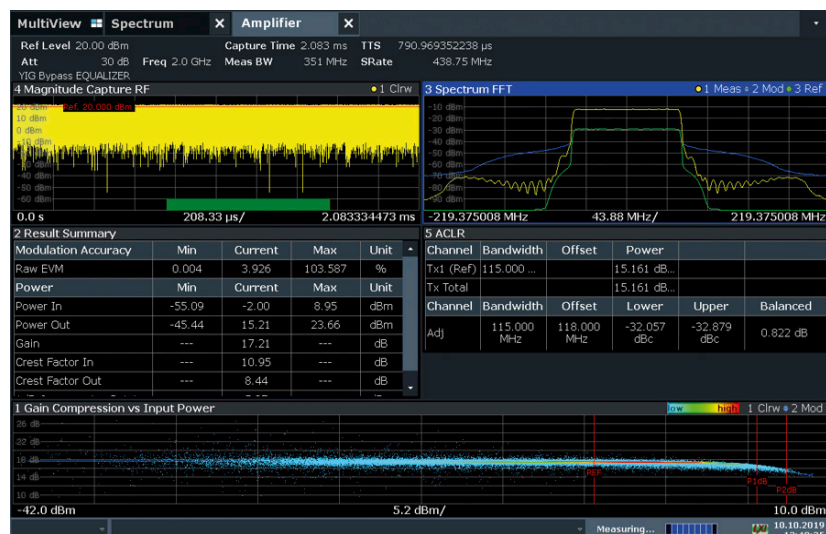 MultiView Spectrum X Amplifier X
Ref Level 20.00 dBm Capture Time 2.083 ms TTS 790.969352238 µs
Att 30 dB Freq 2.0 GHz Meas BW 351 MHz SRate 438.75 MHz
YIG Bypass EQUALIZER
4 Magnitude Capture RF 1 Clrw
20 dBm Ref. 20.000 dBm
10 dBm
0 dBm
-10 dBm
-40 dBm
-50 dBm
-60 dBm
0.0 s 208.33 µs/ 2.083334473 ms
3 Spectrum FFT 1 Meas 2 Mod 3 Ref
-10 dBm
-30 dBm
-40 dBm
-50 dBm
-60 dBm
-70 dBm
-80 dBm
-90 dBm
-219.375008 MHz 43.88 MHz/ 219.375008 MHz
2 Result Summary
Modulation Accuracy Min Current Max Unit
Raw EVM 0.004 3.926 103.587 %
Power Min Current Max Unit
Power In -55.09 -2.00 8.95 dBm
Power Out -45.44 15.21 23.66 dBm
Gain --- 17.21 --- dB
Crest Factor In --- 10.95 --- dB
Crest Factor Out --- 8.44 --- dB
5 ACLR
Channel Bandwidth Offset Power
Tx1 (Ref) 115.000 ... 15.161 dB...
Tx Total 15.161 dB...
Channel Bandwidth Offset Lower Upper Balanced
Adj 115.000 MHz 118.000 MHz -32.057 dBc -32.879 dBc 0.822 dB
1 Gain Compression vs Input Power low high 1 Clrw 2 Mod
26 dB
22 dB
18 dB
14 dB
10 dB
REF
P1dB
P2dB
-42.0 dBm 5.2 dBm/ 10.0 dBm
Measuring... 10.10.2019